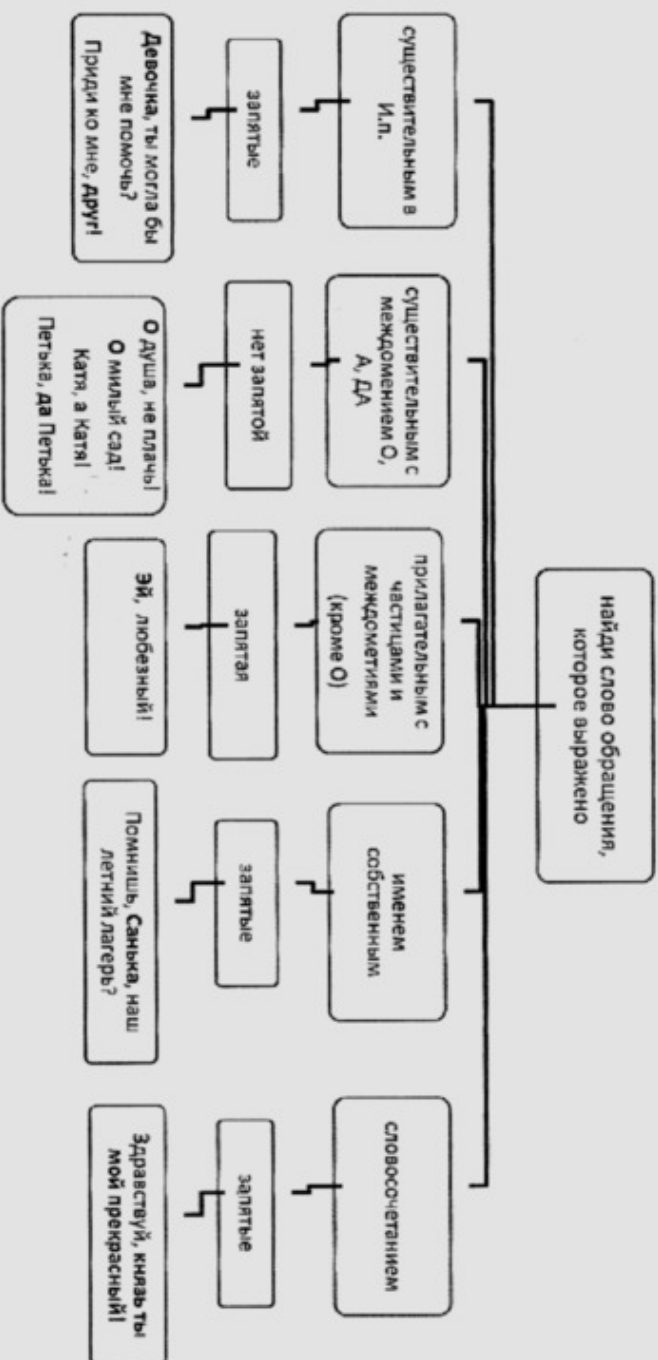 найди слово обращения,
которое выражено
существительным в
И.п.
существительным с
междомением О,
А, ДА
прилагательным с
частицами и
междометиями
(кроме О)
именем
собственным
словосочетанием
запятые
нет запятой
запятая
запятые
запятые
Девочка, ты могла бы
мне помочь?
Приди ко мне, друг!
О душа, не плачь!
О милый сад!
Катя, а Катя!
Петька, да Петька!
Эй, любезный!
Помнишь, Санька, наш
летний лагерь?
Здравствуй, князь ты
мой прекрасный!